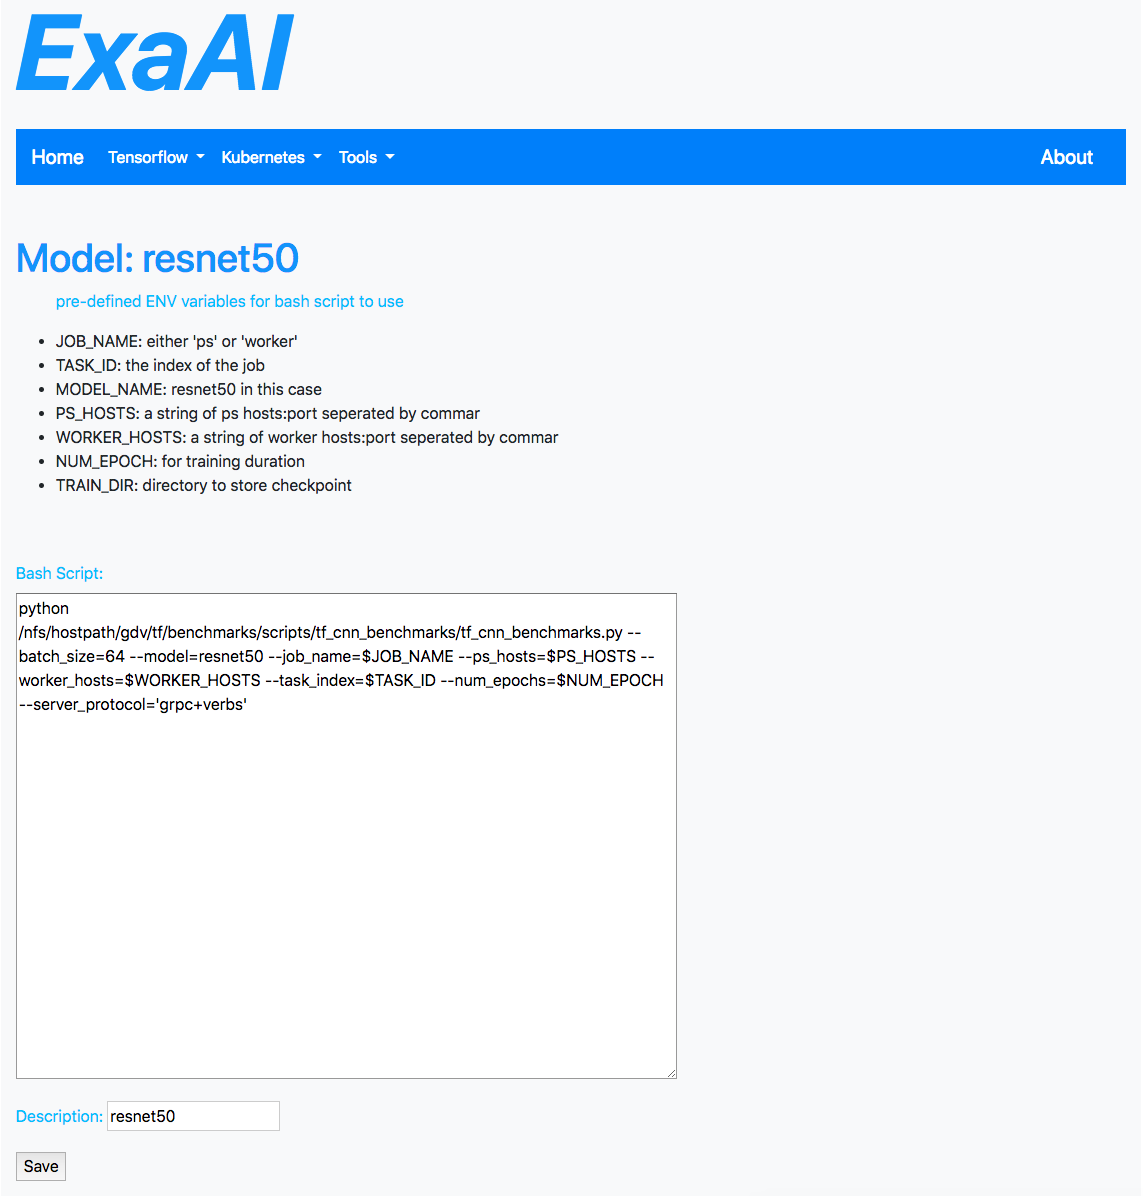 ExaAI
Home Tensorflow Kubernetes Tools About
Model: resnet50
pre-defined ENV variables for bash script to use
JOB_NAME: either 'ps' or 'worker'
TASK_ID: the index of the job
MODEL_NAME: resnet50 in this case
PS_HOSTS: a string of ps hosts:port seperated by commar
WORKER_HOSTS: a string of worker hosts:port seperated by commar
NUM_EPOCH: for training duration
TRAIN_DIR: directory to store checkpoint
Bash Script:
python
/nfs/hostpath/gdv/tf/benchmarks/scripts/tf_cnn_benchmarks/tf_cnn_benchmarks.py --
batch_size=64 --model=resnet50 --job_name=$JOB_NAME --ps_hosts=$PS_HOSTS --
worker_hosts=$WORKER_HOSTS --task_index=$TASK_ID --num_epochs=$NUM_EPOCH
--server_protocol='grpc+verbs'
Description: resnet50
Save